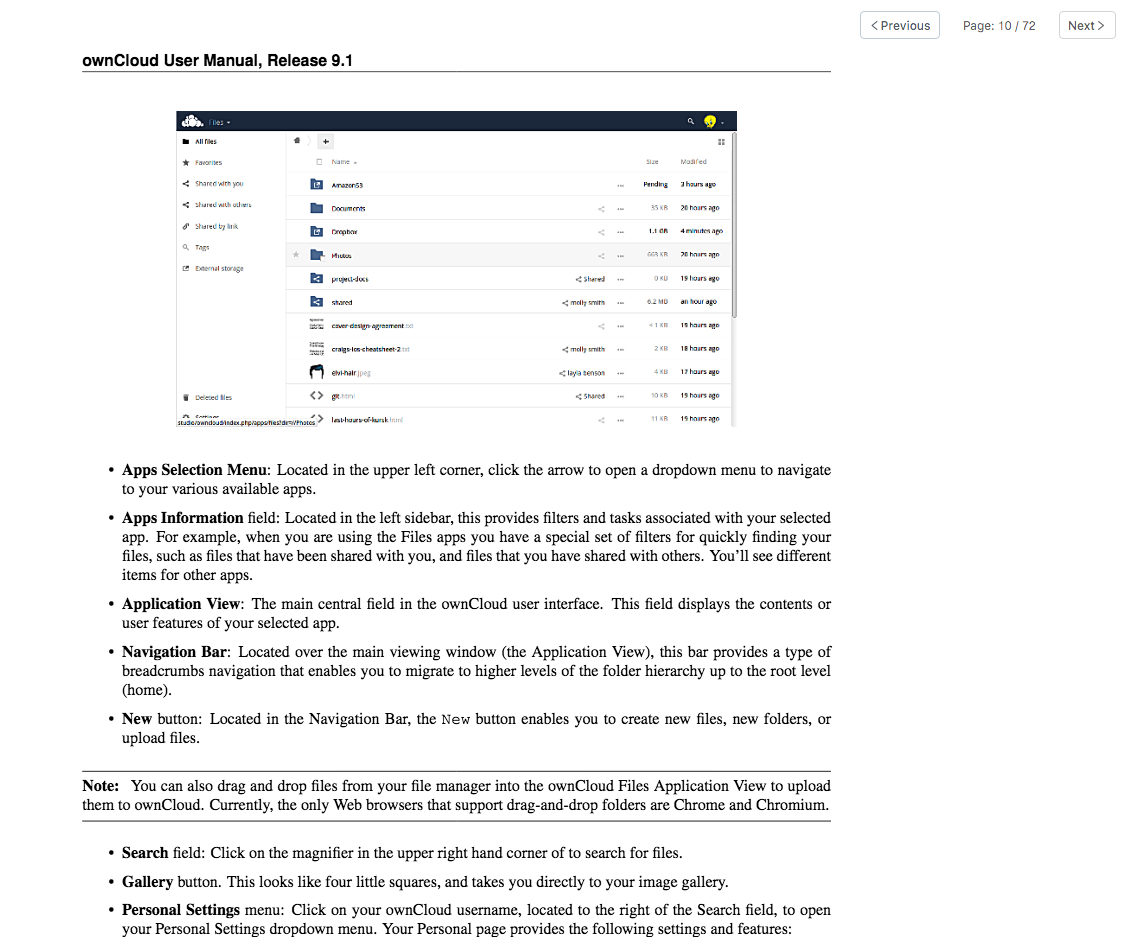 < Previous
Page: 10 / 72
Next >
ownCloud User Manual, Release 9.1
Files
All files
Favorites
Shared with you
Shared with others
Shared by link
Tags
External storage
Deleted files
Settings
+
Name Size Modified
AmazonS3 ... Pending 3 hours ago
Documents ... 35 KB 20 hours ago
Dropbox ... 1.1 GB 4 minutes ago
Photos ... 663 KB 20 hours ago
project-docs Shared ... 0 KB 19 hours ago
shared molly smith ... 6.2 MB an hour ago
cover-design-agreement.txt ... < 1 KB 19 hours ago
craigs-ios-cheatsheet-2.txt molly smith ... 2 KB 18 hours ago
elvi-hair.jpeg layla benson ... 4 KB 17 hours ago
git.html Shared ... 10 KB 19 hours ago
last-hours-of-kursk.html ... 11 KB 19 hours ago
studio/owncloud/index.php/apps/files?dir=//Photos
• Apps Selection Menu: Located in the upper left corner, click the arrow to open a dropdown menu to navigate
to your various available apps.
• Apps Information field: Located in the left sidebar, this provides filters and tasks associated with your selected
app. For example, when you are using the Files apps you have a special set of filters for quickly finding your
files, such as files that have been shared with you, and files that you have shared with others. You’ll see different
items for other apps.
• Application View: The main central field in the ownCloud user interface. This field displays the contents or
user features of your selected app.
• Navigation Bar: Located over the main viewing window (the Application View), this bar provides a type of
breadcrumbs navigation that enables you to migrate to higher levels of the folder hierarchy up to the root level
(home).
• New button: Located in the Navigation Bar, the New button enables you to create new files, new folders, or
upload files.
Note: You can also drag and drop files from your file manager into the ownCloud Files Application View to upload
them to ownCloud. Currently, the only Web browsers that support drag-and-drop folders are Chrome and Chromium.
• Search field: Click on the magnifier in the upper right hand corner of to search for files.
• Gallery button. This looks like four little squares, and takes you directly to your image gallery.
• Personal Settings menu: Click on your ownCloud username, located to the right of the Search field, to open
your Personal Settings dropdown menu. Your Personal page provides the following settings and features: